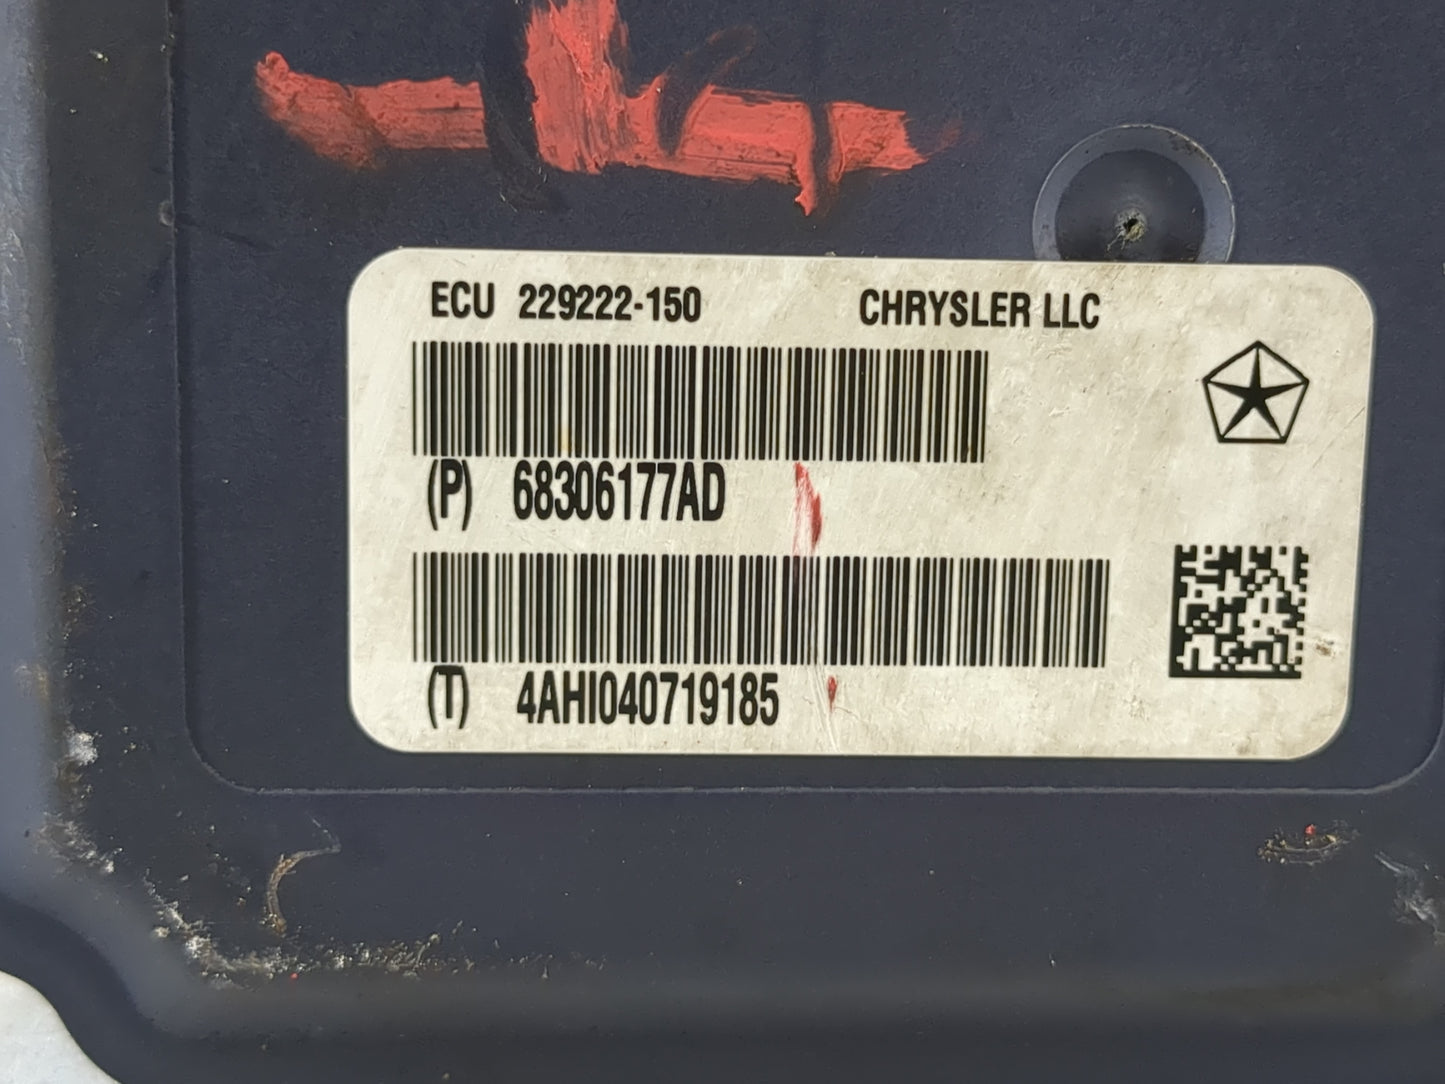 ECU 229222-150 CHRYSLER LLC
(P) 68306177AD
(T) 4AHI040719185